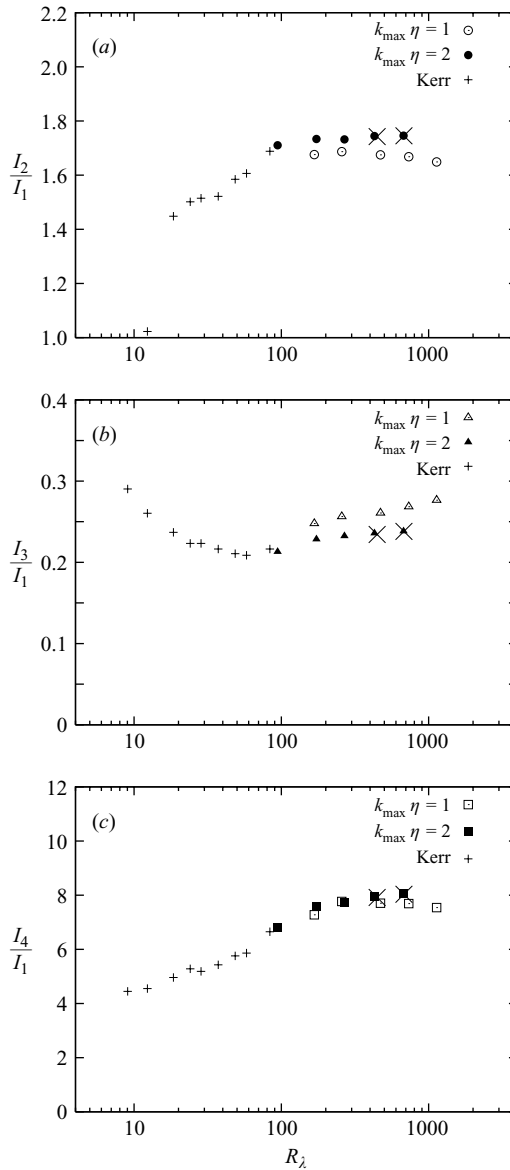 2.2
(a)
k_max η = 1
k_max η = 2
Kerr
2.0
1.8
I_2
I_1
1.6
1.4
1.2
1.0
10
100
1000
0.4
(b)
k_max η = 1
k_max η = 2
Kerr
0.3
I_3
I_1
0.2
0.1
0
10
100
1000
12
(c)
k_max η = 1
k_max η = 2
Kerr
10
8
I_4
I_1
6
4
2
0
10
100
1000
R_λ